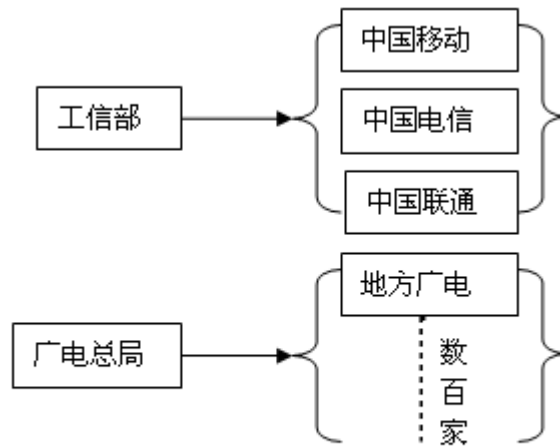 中国移动
工信部
中国电信
中国联通
地方广电
广电总局
数
百
家